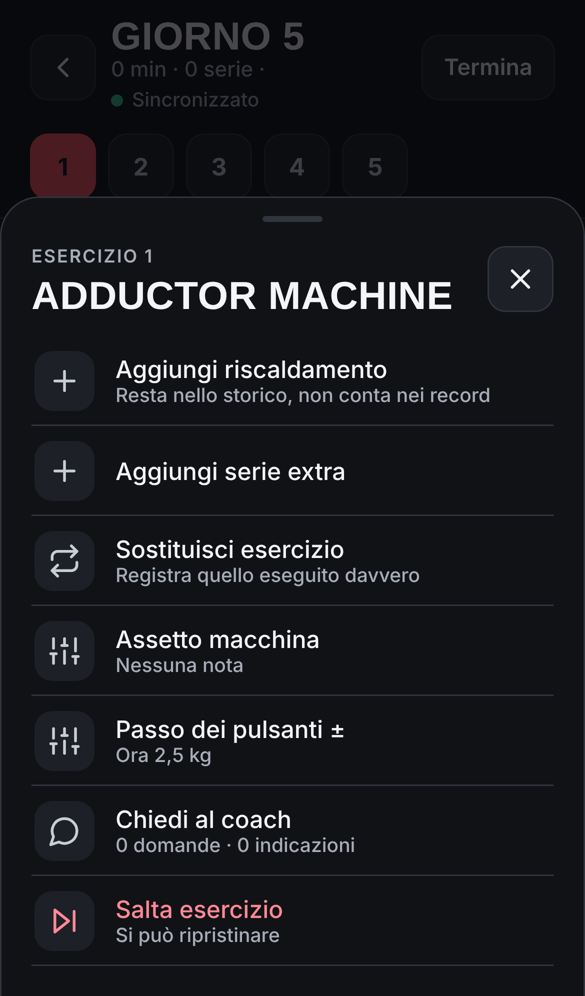 GIORNO 5
0 min · 0 serie ·
Sincronizzato
Termina
1 2 3 4 5
ESERCIZIO 1
ADDUCTOR MACHINE
Aggiungi riscaldamento
Resta nello storico, non conta nei record
Aggiungi serie extra
Sostituisci esercizio
Registra quello eseguito davvero
Assetto macchina
Nessuna nota
Passo dei pulsanti ±
Ora 2,5 kg
Chiedi al coach
0 domande · 0 indicazioni
Salta esercizio
Si può ripristinare